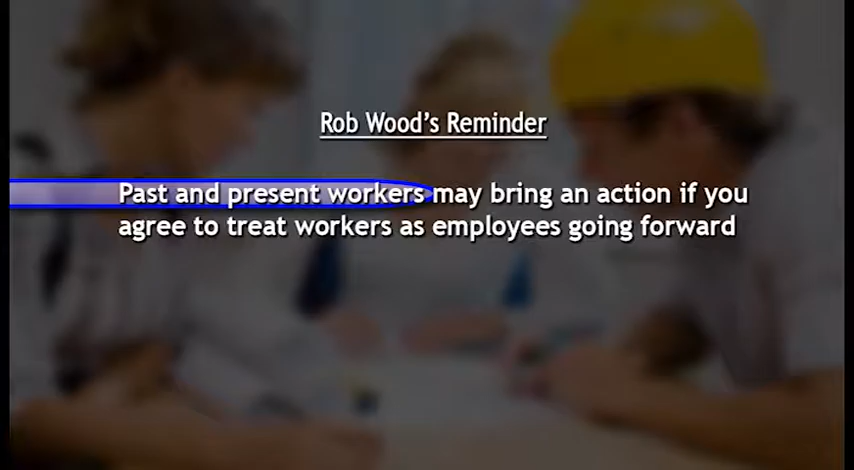 Rob Wood's Reminder
Past and present workers may bring an action if you
agree to treat workers as employees going forward